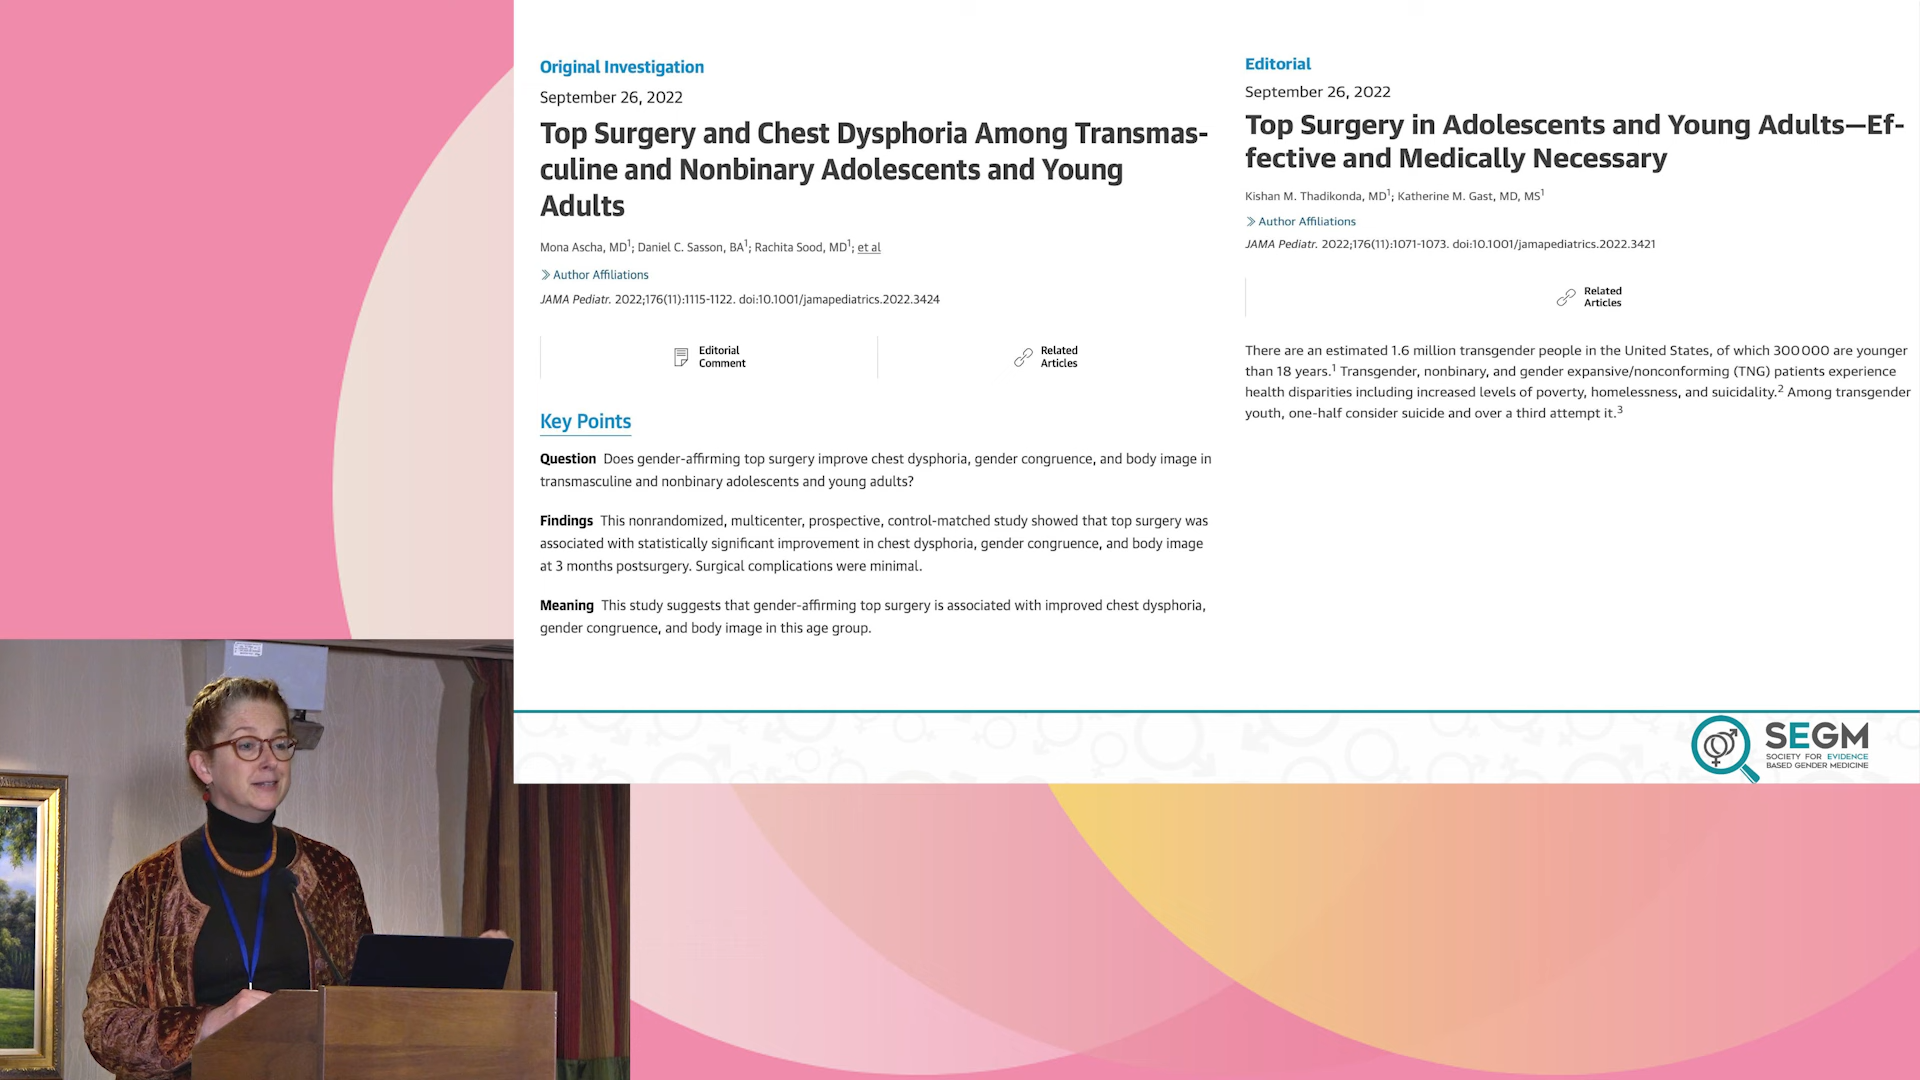 Original Investigation
September 26, 2022
Top Surgery and Chest Dysphoria Among Transmas-
culine and Nonbinary Adolescents and Young
Adults
Mona Ascha, MD1; Daniel C. Sasson, BA1; Rachita Sood, MD1; et al
Author Affiliations
JAMA Pediatr. 2022;176(11):1115-1122. doi:10.1001/jamapediatrics.2022.3424
Editorial
Comment
Related
Articles
Key Points
Question Does gender-affirming top surgery improve chest dysphoria, gender congruence, and body image in
transmasculine and nonbinary adolescents and young adults?
Findings This nonrandomized, multicenter, prospective, control-matched study showed that top surgery was
associated with statistically significant improvement in chest dysphoria, gender congruence, and body image
at 3 months postsurgery. Surgical complications were minimal.
Meaning This study suggests that gender-affirming top surgery is associated with improved chest dysphoria,
gender congruence, and body image in this age group.
Editorial
September 26, 2022
Top Surgery in Adolescents and Young Adults—Ef-
fective and Medically Necessary
Kishan M. Thadikonda, MD1; Katherine M. Gast, MD, MS1
Author Affiliations
JAMA Pediatr. 2022;176(11):1071-1073. doi:10.1001/jamapediatrics.2022.3421
Related
Articles
There are an estimated 1.6 million transgender people in the United States, of which 300 000 are younger
than 18 years.1 Transgender, nonbinary, and gender expansive/nonconforming (TNG) patients experience
health disparities including increased levels of poverty, homelessness, and suicidality.2 Among transgender
youth, one-half consider suicide and over a third attempt it.3
SEGM
SOCIETY FOR EVIDENCE
BASED GENDER MEDICINE